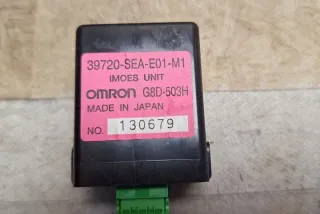 39720-SEA-E01-M1
IMOES UNIT
OMRON G8D-503H
MADE IN JAPAN
NO. 130679